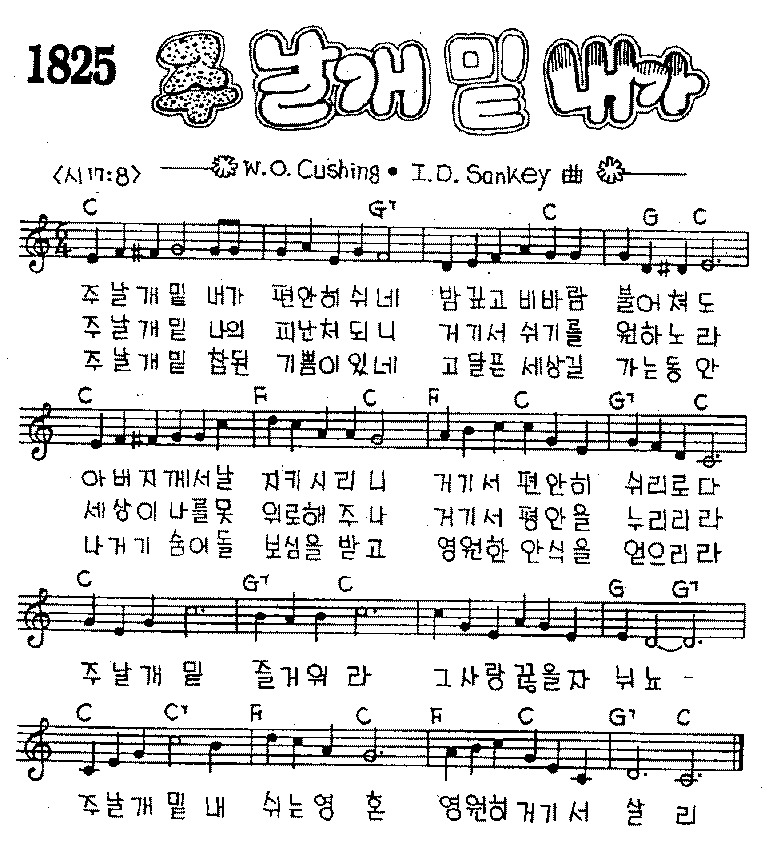 1825 주 날개 밑 내가
<시 17:8> W.O. Cushing • I.D. Sankey 曲
C G7 C G C
주 날 개 밑 내가 편안히 쉬 네 밤 깊 고 비 바 람 불어 쳐 도
주 날 개 밑 나의 피난처 되 니 거 기 서 쉬 기 를 원하 노 라
주 날 개 밑 참된 기쁨이 있 네 고 달픈 세 상 길 가는 동 안
C F C F C G7 C
아 버 지 께서 날 지 키 시 리 니 거 기 서 편 안 히 쉬 리 로 다
세 상 이 나를 못 위로해 주 나 거 기 서 평 안 을 누 리 리 라
나 거 기 숨 어 돌 보심을 받 고 영 원 한 안 식 을 얻 으 리 라
C G7 C G G7
주 날 개 밑 즐 거 워 라 그 사 랑 끊 을 자 뉘 뇨 -
C C7 F C F C G7 C
주 날 개 밑 내 쉬 는 영 혼 영 원히 거 기 서 살 리